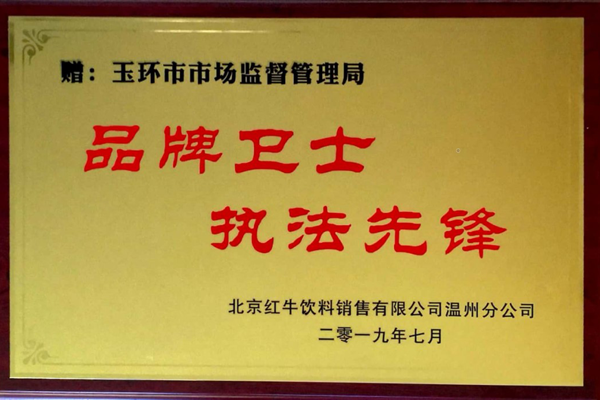 赠：玉环市市场监督管理局
品牌卫士
执法先锋
北京红牛饮料销售有限公司温州分公司
二零一九年七月